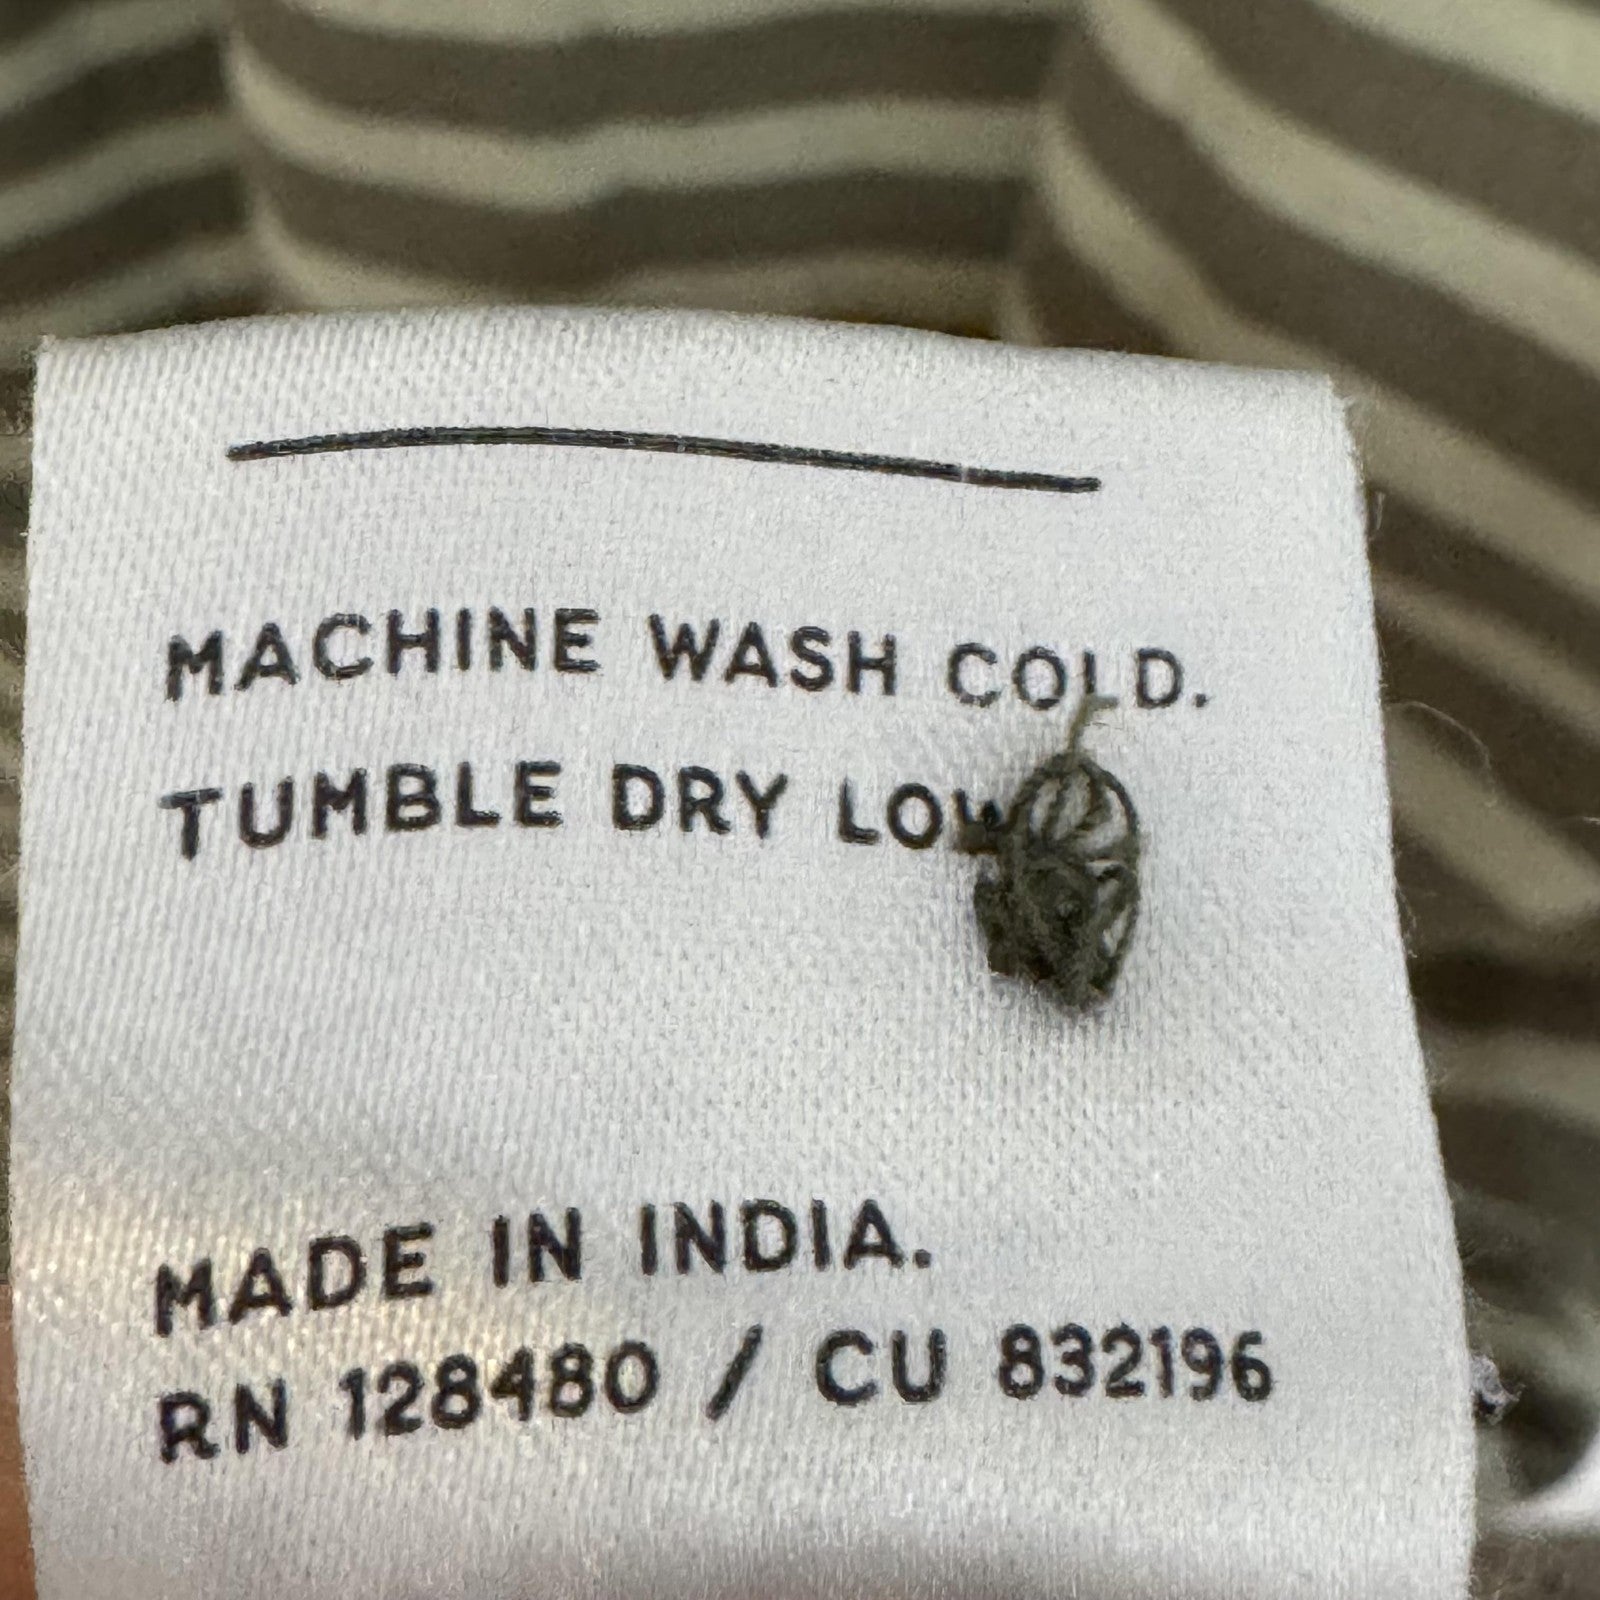 MACHINE WASH COLD.
TUMBLE DRY LOW
MADE IN INDIA.
RN 128480 / CU 832196